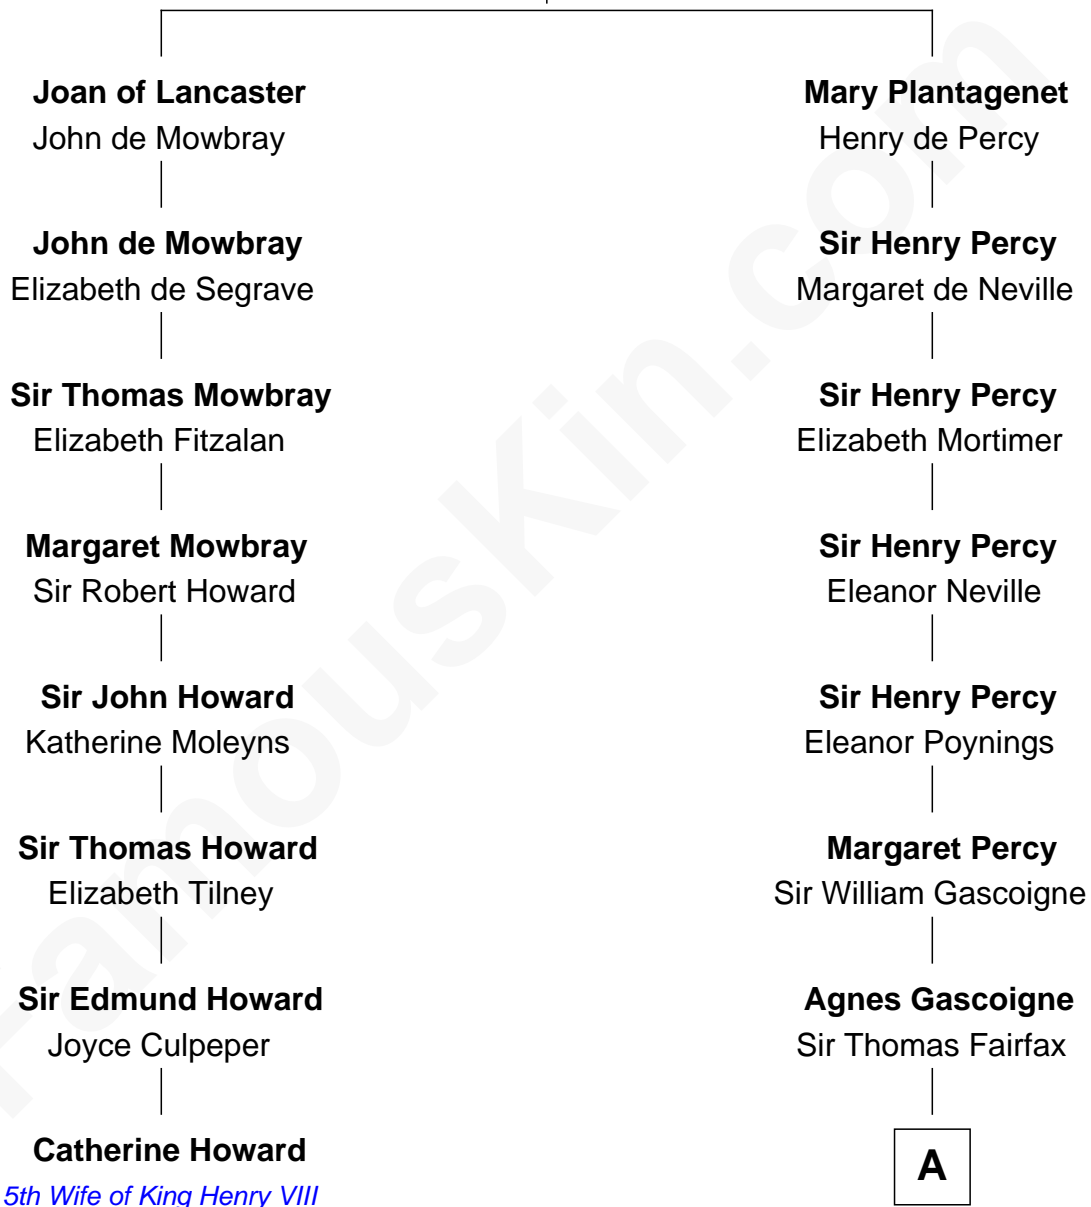 Joan of Lancaster
John de Mowbray
John de Mowbray
Elizabeth de Segrave
Sir Thomas Mowbray
Elizabeth Fitzalan
Margaret Mowbray
Sir Robert Howard
Sir John Howard
Katherine Moleyns
Sir Thomas Howard
Elizabeth Tilney
Sir Edmund Howard
Joyce Culpeper
Catherine Howard
5th Wife of King Henry VIII
Mary Plantagenet
Henry de Percy
Sir Henry Percy
Margaret de Neville
Sir Henry Percy
Elizabeth Mortimer
Sir Henry Percy
Eleanor Neville
Sir Henry Percy
Eleanor Poynings
Margaret Percy
Sir William Gascoigne
Agnes Gascoigne
Sir Thomas Fairfax
A
FamousKin.com